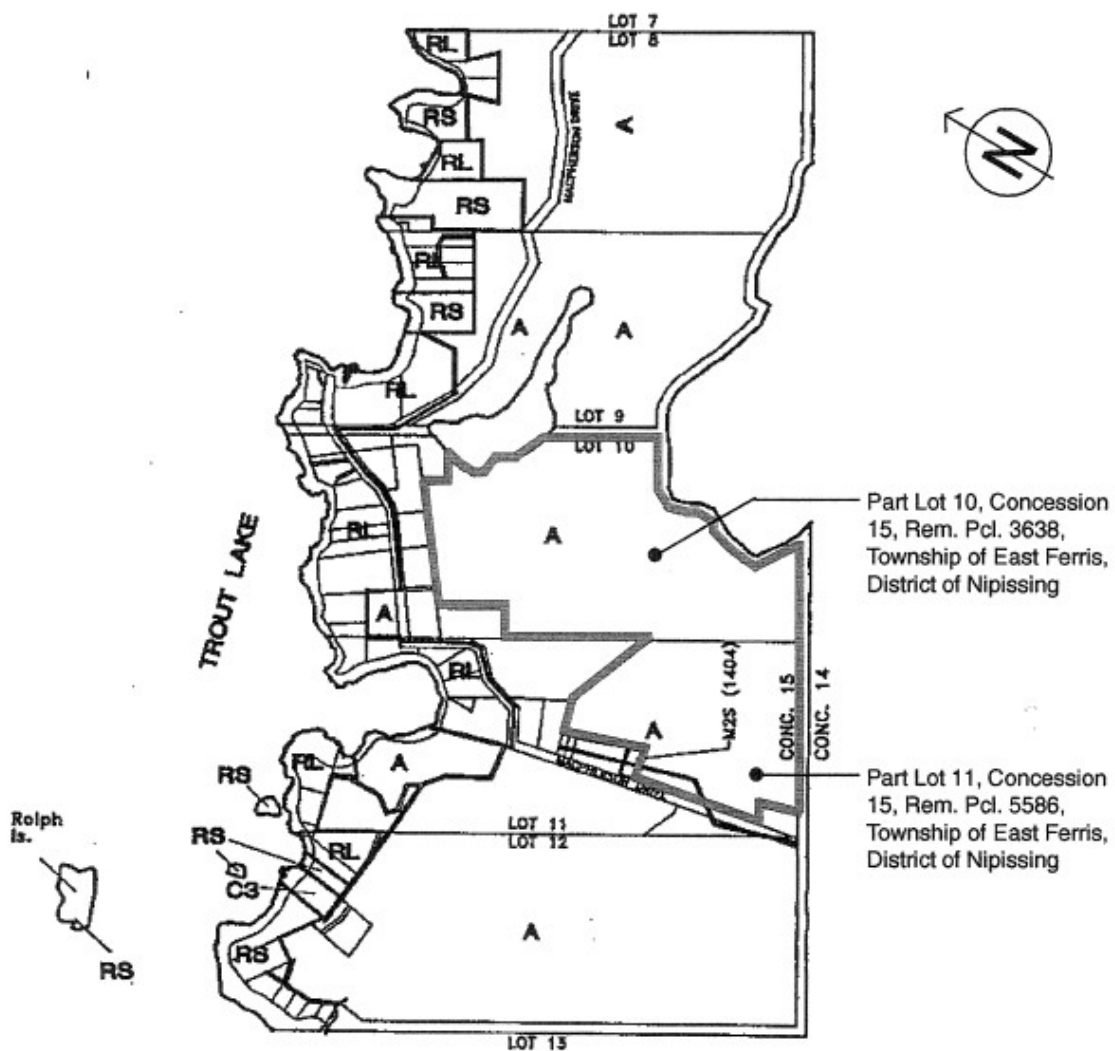 LOT 7
LOT 8
RL
RS
MACPHERSON DRIVE
A
N
RL
RS
RL
RS
A
A
RL
LOT 9
LOT 10
Part Lot 10, Concession
15, Rem. Pcl. 3638,
Township of East Ferris,
District of Nipissing
TROUT LAKE
RL
A
A
RL
M2S (1404)
CONC. 15
CONC. 14
A
RL
A
RS
Part Lot 11, Concession
15, Rem. Pcl. 5586,
Township of East Ferris,
District of Nipissing
Rolph
Is.
LOT 11
LOT 12
RS
RL
C3
A
RS
RS
LOT 13